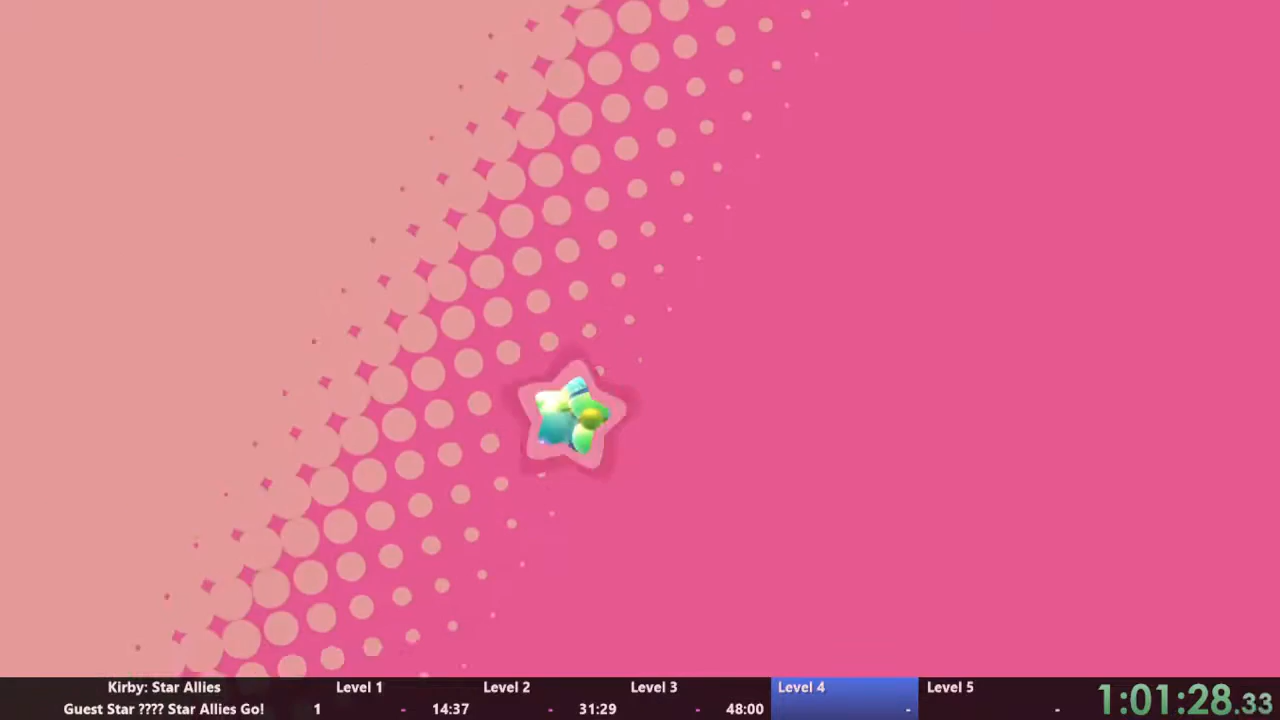 Kirby: Star Allies Level 1 Level 2 Level 3 Level 4 Level 5 1:01:28.33
Guest Star ???? Star Allies Go! 1 - 14:37 - 31:29 - 48:00 - -